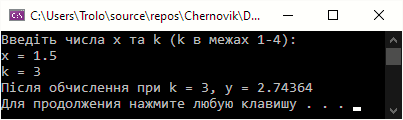 C:\Users\Trolo\source\repos\Chernovik\D...
Введіть числа x та k (k в межах 1-4):
x = 1.5
k = 3
Після обчислення при k = 3, y = 2.74364
Для продолжения нажмите любую клавишу . . .